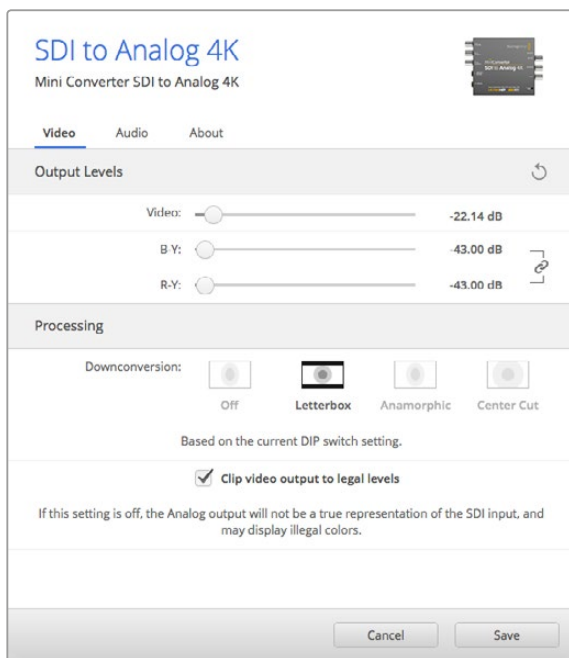 SDI to Analog 4K
Mini Converter SDI to Analog 4K
Video Audio About
Output Levels
Video: -22.14 dB
B-Y: -43.00 dB
R-Y: -43.00 dB
Processing
Downconversion:
Off Letterbox Anamorphic Center Cut
Based on the current DIP switch setting.
Clip video output to legal levels
If this setting is off, the Analog output will not be a true representation of the SDI input, and
may display illegal colors.
Cancel Save